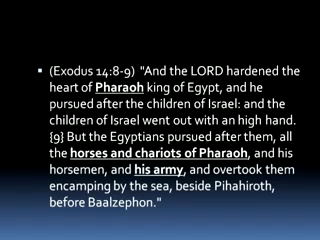 (Exodus 14:8-9)  "And the LORD hardened the
heart of Pharaoh king of Egypt, and he
pursued after the children of Israel: and the
children of Israel went out with an high hand.
{9} But the Egyptians pursued after them, all
the horses and chariots of Pharaoh, and his
horsemen, and his army, and overtook them
encamping by the sea, beside Pihahiroth,
before Baalzephon."